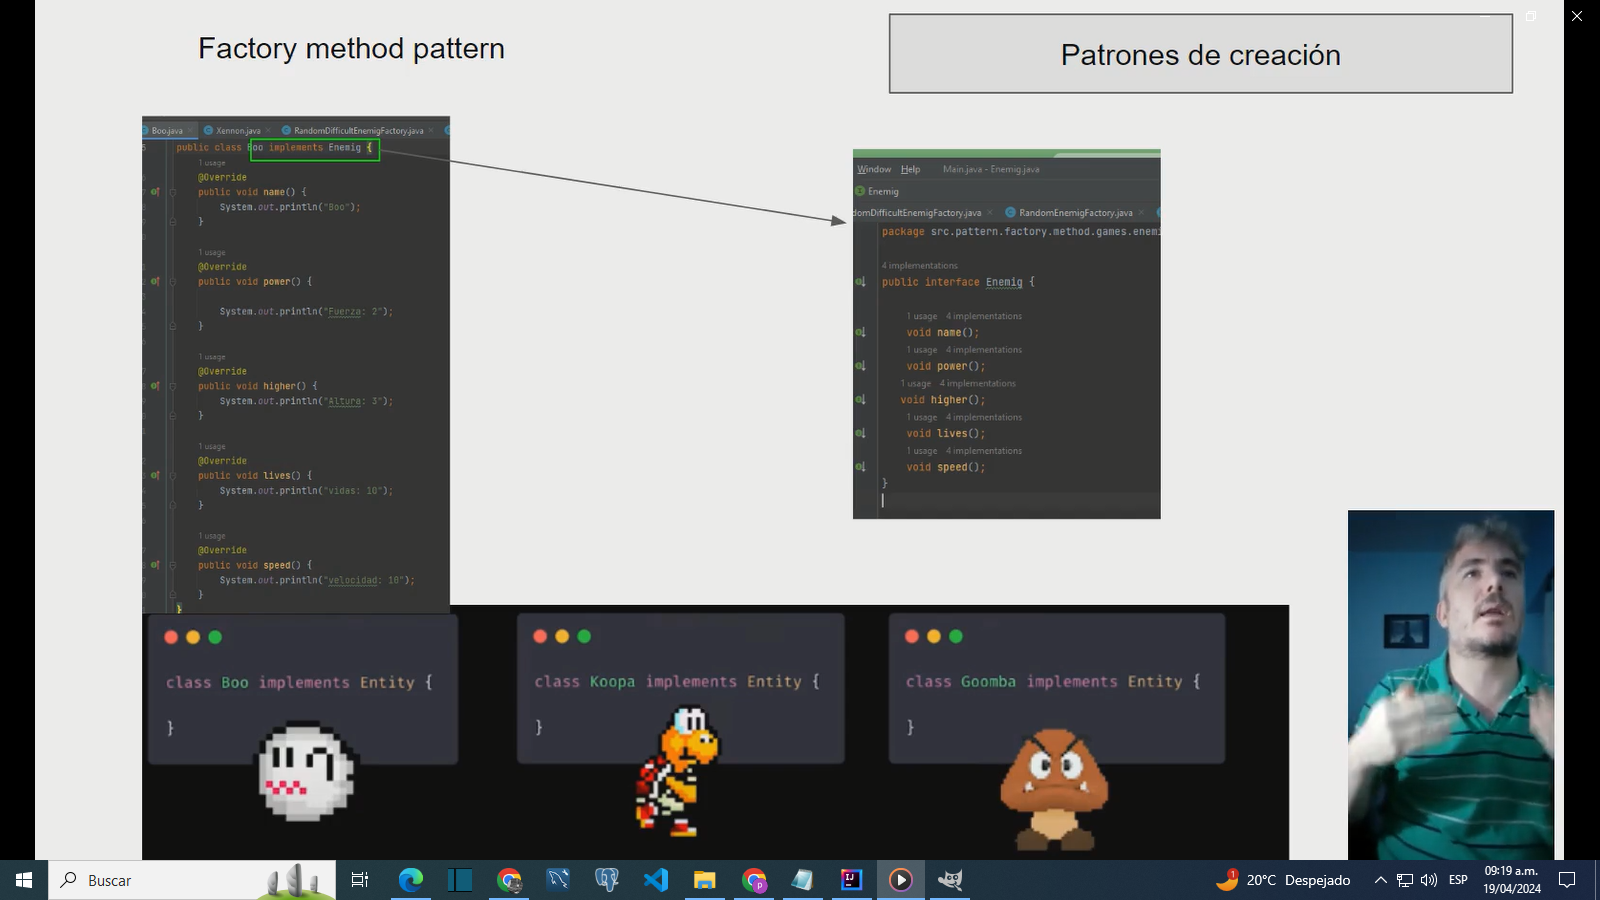 Factory method pattern
Patrones de creación
Boo.java
Xennon.java
RandomDifficultEnemigFactory.java
public class Boo implements Enemig {
1 usage
@Override
public void name() {
System.out.println("Boo");
}
1 usage
@Override
public void power() {
System.out.println("Fuerza: 2");
}
1 usage
@Override
public void higher() {
System.out.println("Altura: 3");
}
1 usage
@Override
public void lives() {
System.out.println("vidas: 10");
}
1 usage
@Override
public void speed() {
System.out.println("velocidad: 10");
}
}
Window Help Main.java - Enemig.java
Enemig
domDifficultEnemigFactory.java
RandomEnemigFactory.java
package src.pattern.factory.method.games.enemi
4 implementations
public interface Enemig {
1 usage 4 implementations
void name();
1 usage 4 implementations
void power();
1 usage 4 implementations
void higher();
1 usage 4 implementations
void lives();
1 usage 4 implementations
void speed();
}
class Boo implements Entity {
}
class Koopa implements Entity {
}
class Goomba implements Entity {
}
Buscar
1
20°C Despejado
ESP
09:19 a.m.
19/04/2024